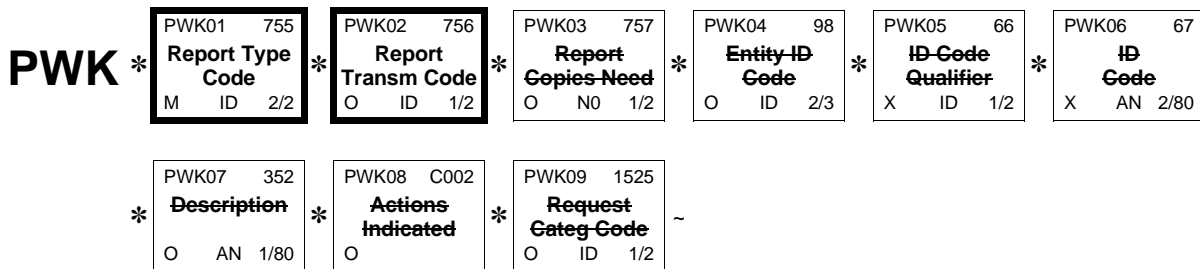 PWK01 755 PWK02 756 PWK03 757 PWK04 98 PWK05 66 PWK06 67
PWK * Report Type Code * Report Transm Code * Report Copies Need * Entity ID Code * ID Code Qualifier * ID Code
M ID 2/2 O ID 1/2 O N0 1/2 O ID 2/3 X ID 1/2 X AN 2/80
PWK07 352 PWK08 C002 PWK09 1525
* Description * Actions Indicated * Request Categ Code ~
O AN 1/80 O O ID 1/2